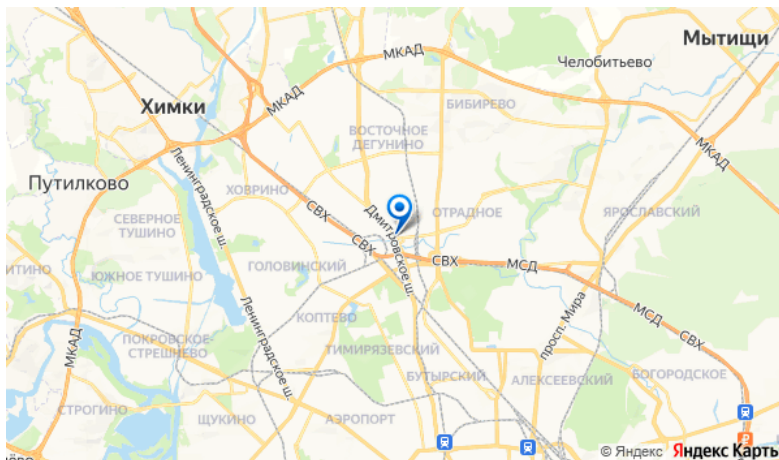 Мытищи
МКАД
Челобитьево
Химки
МКАД
БИБИРЕВО
ВОСТОЧНОЕ
ДЕГУНИНО
МКАД
Ленинградское ш.
Путилково
ХОВРИНО
СВХ
Дмитровское ш.
ОТРАДНОЕ
ЯРОСЛАВСКИЙ
СЕВЕРНОЕ
ТУШИНО
СВХ
СВХ
МСД
ГОЛОВИНСКИЙ
ЮЖНОЕ ТУШИНО
Ленинградское ш.
КОПТЕВО
просп. Мира
МСД
СВХ
МКАД
ПОКРОВСКОЕ-
СТРЕШНЕВО
ТИМИРЯЗЕВСКИЙ
БУТЫРСКИЙ
АЛЕКСЕЕВСКИЙ
БОГОРОДСКОЕ
СТРОГИНО
ЩУКИНО
АЭРОПОРТ
© Яндекс Яндекс Карты